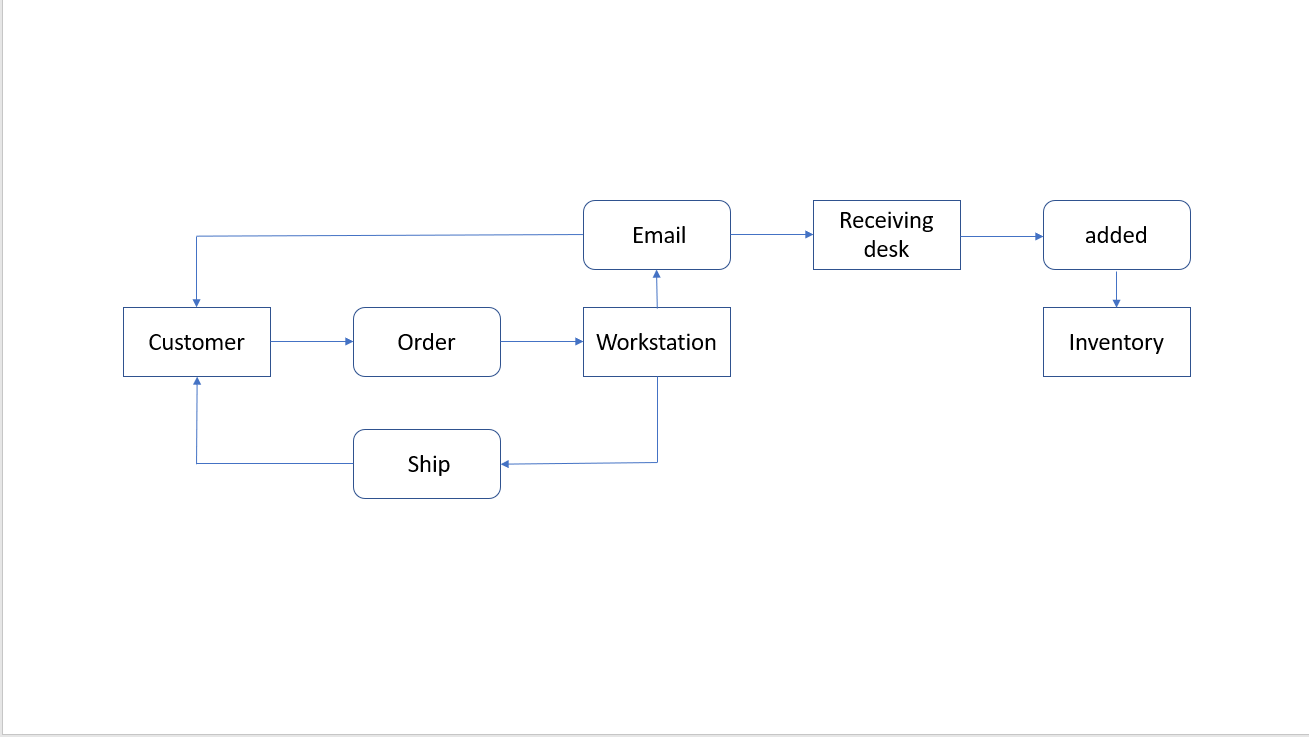 Email
Receiving
desk
added
Customer
Order
Workstation
Inventory
Ship